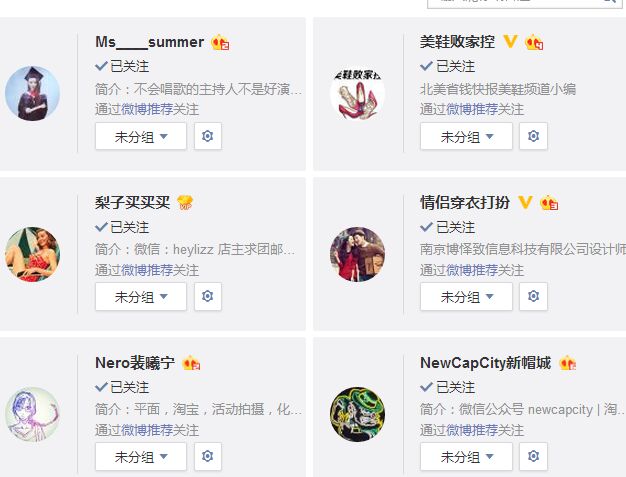 Ms____summer
已关注
简介：不会唱歌的主持人不是好演...
通过微博推荐关注
未分组
美鞋败家控
已关注
北美省钱快报美鞋频道小编
通过微博推荐关注
未分组
美鞋败家控
梨子买买买
VIP
已关注
简介：微信：heylizz 店主求团邮...
通过微博推荐关注
未分组
情侣穿衣打扮
已关注
南京博怿致信息科技有限公司设计师
通过微博推荐关注
未分组
Nero裴曦宁
已关注
简介：平面，淘宝，活动拍摄，化...
通过微博推荐关注
未分组
NewCapCity新帽城
已关注
简介：微信公众号 newcapcity | 淘...
通过微博推荐关注
未分组